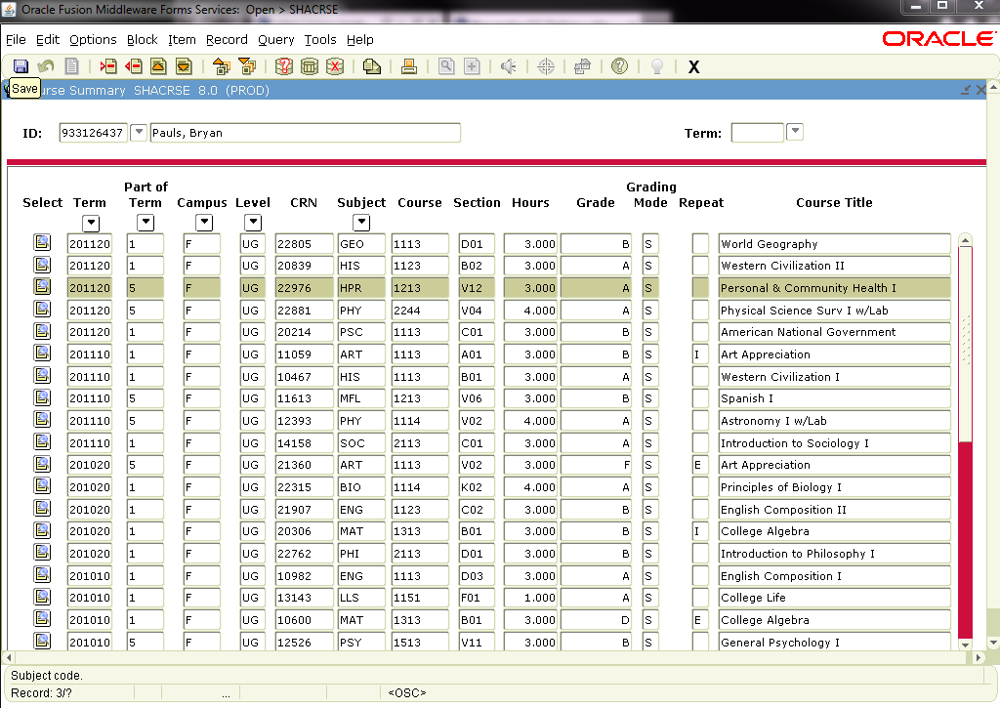 Oracle Fusion Middleware Forms Services: Open > SHACRSE
File Edit Options Block Item Record Query Tools Help
ORACLE
X
Save
urse Summary SHACRSE 8.0 (PROD)
ID: 933126437 Pauls, Bryan Term:
Part of Grading
Select Term Term Campus Level CRN Subject Course Section Hours Grade Mode Repeat Course Title
201120 1 F UG 22805 GEO 1113 D01 3.000 B S World Geography
201120 1 F UG 20839 HIS 1123 B02 3.000 A S Western Civilization II
201120 5 F UG 22976 HPR 1213 V12 3.000 A S Personal & Community Health I
201120 5 F UG 22881 PHY 2244 V04 4.000 A S Physical Science Surv I w/Lab
201120 1 F UG 20214 PSC 1113 C01 3.000 B S American National Government
201110 1 F UG 11059 ART 1113 A01 3.000 B S I Art Appreciation
201110 1 F UG 10467 HIS 1113 B01 3.000 A S Western Civilization I
201110 5 F UG 11613 MFL 1213 V06 3.000 B S Spanish I
201110 5 F UG 12393 PHY 1114 V02 4.000 A S Astronomy I w/Lab
201110 1 F UG 14158 SOC 2113 C01 3.000 A S Introduction to Sociology I
201020 5 F UG 21360 ART 1113 V02 3.000 F S E Art Appreciation
201020 1 F UG 22315 BIO 1114 K02 4.000 A S Principles of Biology I
201020 1 F UG 21907 ENG 1123 C02 3.000 B S English Composition II
201020 1 F UG 20306 MAT 1313 B01 3.000 A S I College Algebra
201020 1 F UG 22762 PHI 2113 D01 3.000 B S Introduction to Philosophy I
201010 1 F UG 10982 ENG 1113 D03 3.000 A S English Composition I
201010 1 F UG 13143 LLS 1151 F01 1.000 A S College Life
201010 1 F UG 10600 MAT 1313 B01 3.000 D S E College Algebra
201010 5 F UG 12526 PSY 1513 V11 3.000 B S General Psychology I
Subject code.
Record: 3/? ... <OSC>